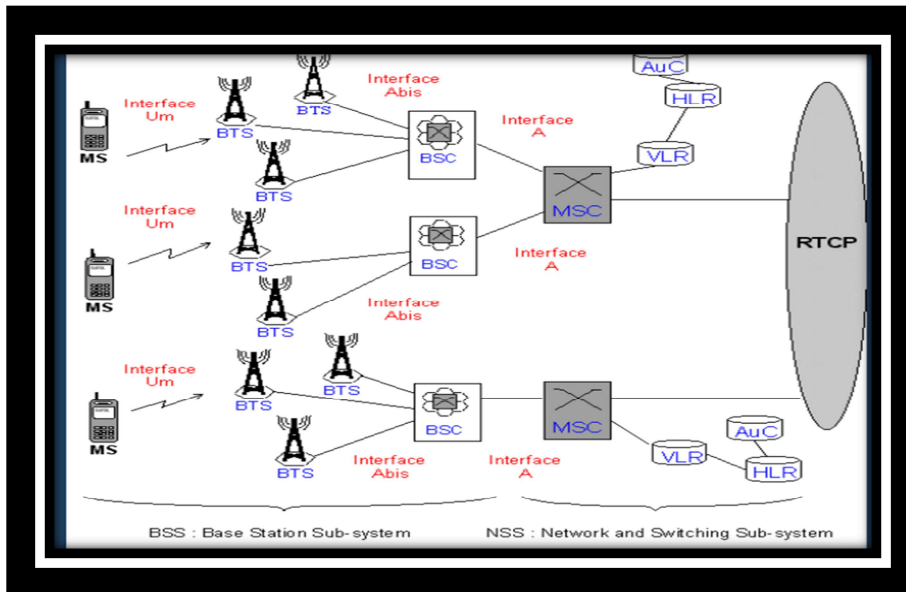 AuC
Interface
Abis
Interface
Um
BTS
HLR
BTS
Interface
A
MS
BSC
VLR
BTS
MSC
Interface
Um
RTCP
BTS
BSC
Interface
A
MS
Interface
Abis
BTS
Interface
Um
BTS
BTS
MS
BSC
MSC
AuC
BTS
Interface
Abis
Interface
A
VLR
HLR
BSS : Base Station Sub-system
NSS : Network and Switching Sub-system